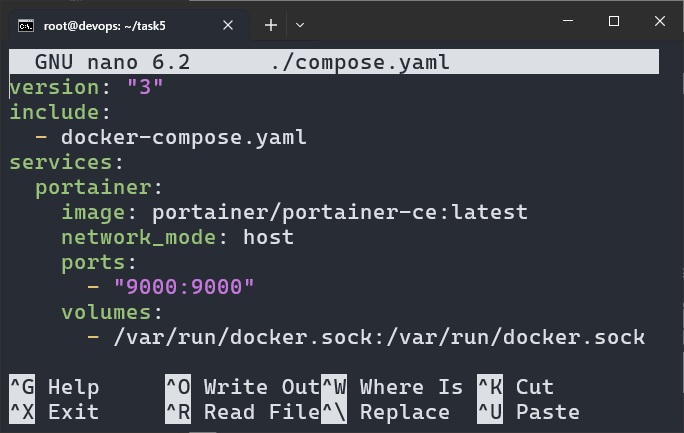 root@devops: ~/task5
GNU nano 6.2 ./compose.yaml
version: "3"
include:
  - docker-compose.yaml
services:
  portainer:
    image: portainer/portainer-ce:latest
    network_mode: host
    ports:
      - "9000:9000"
    volumes:
      - /var/run/docker.sock:/var/run/docker.sock
^G Help ^O Write Out ^W Where Is ^K Cut
^X Exit ^R Read File ^\ Replace ^U Paste